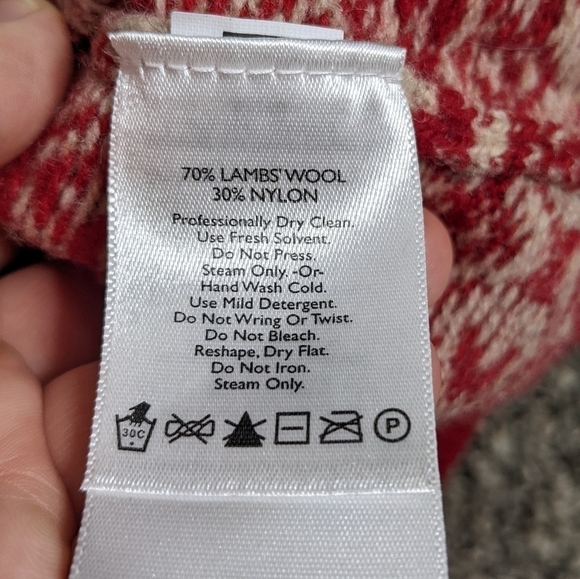 70% LAMBS' WOOL
30% NYLON
Professionally Dry Clean.
Use Fresh Solvent.
Do Not Press.
Steam Only. -Or-
Hand Wash Cold.
Use Mild Detergent.
Do Not Wring Or Twist.
Do Not Bleach.
Reshape, Dry Flat.
Do Not Iron.
Steam Only.
30C P